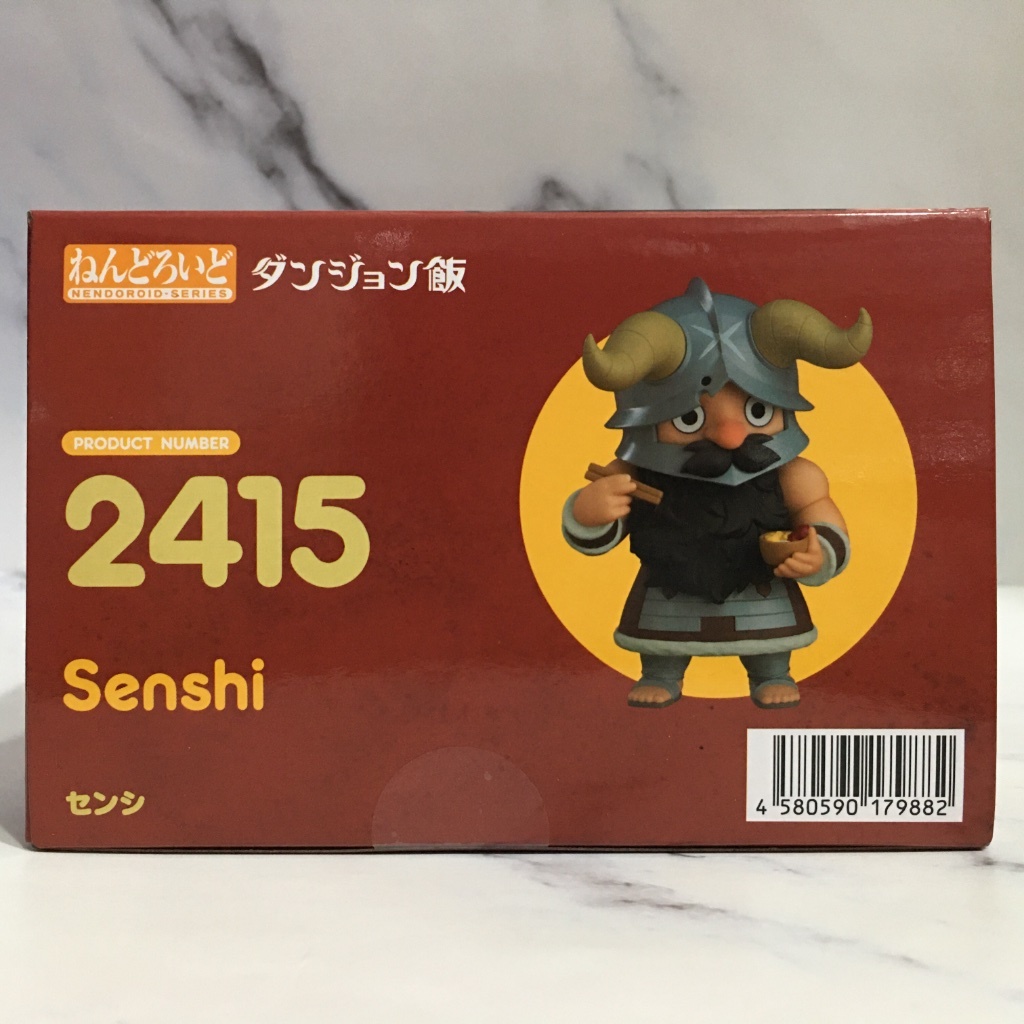 ねんどろいど
NENDOROID-SERIES
ダンジョン飯
PRODUCT NUMBER
2415
Senshi
センシ
4 580590 179882